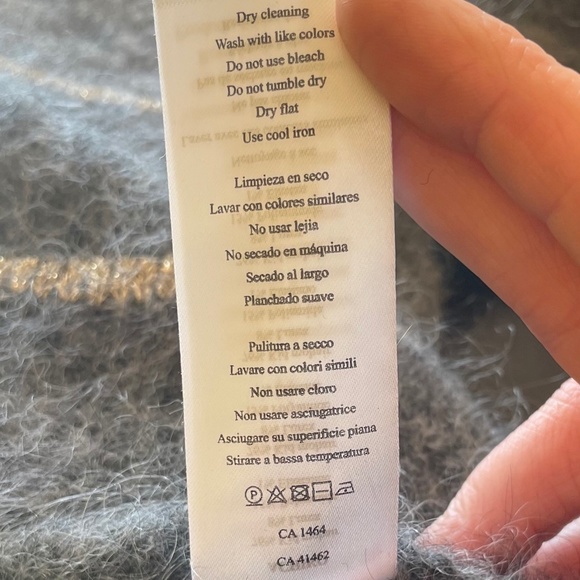 Dry cleaning
Wash with like colors
Do not use bleach
Do not tumble dry
Dry flat
Use cool iron
Limpieza en seco
Lavar con colores similares
No usar lejia
No secado en máquina
Secado al largo
Planchado suave
Pulitura a secco
Lavare con colori simili
Non usare cloro
Non usare asciugatrice
Asciugare su superificie piana
Stirare a bassa temperatura
P
CA 1464
CA 41462